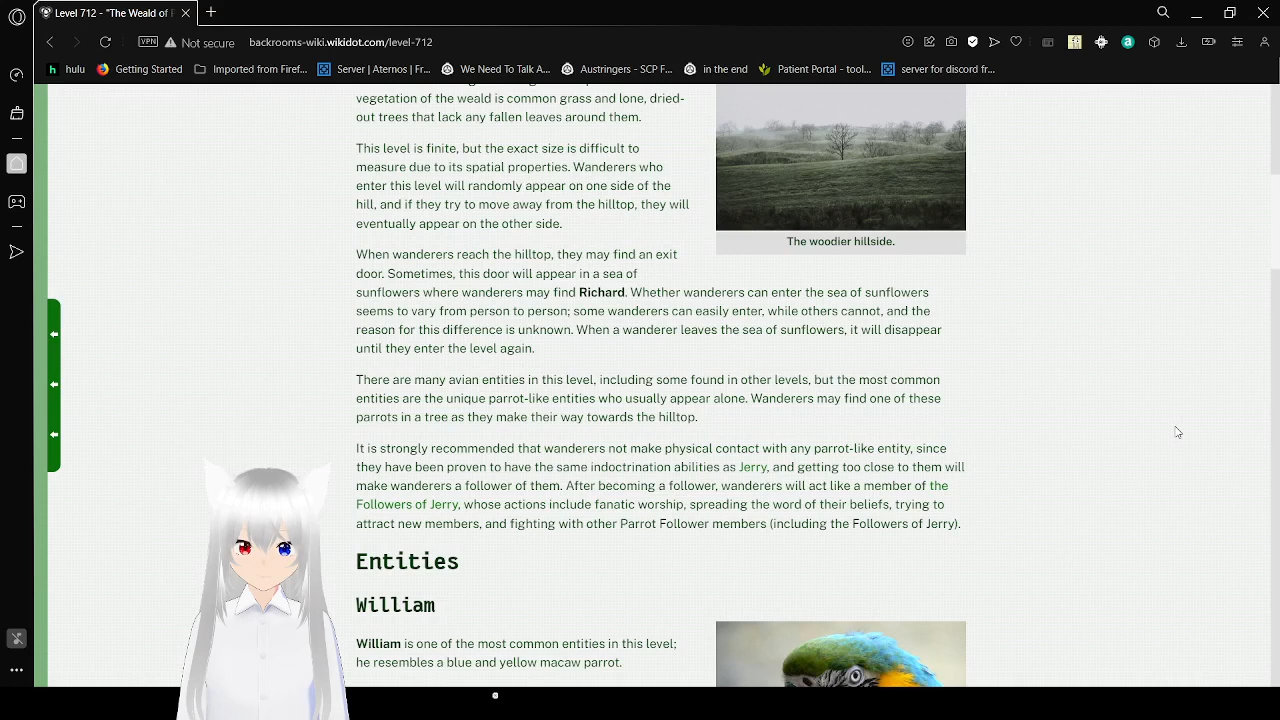 Level 712 - "The Weald of
VPN
Not secure
backrooms-wiki.wikidot.com/level-712
hulu
Getting Started
Imported from Firef...
Server | Aternos | Fr...
We Need To Talk A...
Austringers - SCP F...
in the end
Patient Portal - tool...
server for discord fr...
vegetation of the weald is common grass and lone, dried-
out trees that lack any fallen leaves around them.
This level is finite, but the exact size is difficult to
measure due to its spatial properties. Wanderers who
enter this level will randomly appear on one side of the
hill, and if they try to move away from the hilltop, they will
eventually appear on the other side.
The woodier hillside.
When wanderers reach the hilltop, they may find an exit
door. Sometimes, this door will appear in a sea of
sunflowers where wanderers may find Richard. Whether wanderers can enter the sea of sunflowers
seems to vary from person to person; some wanderers can easily enter, while others cannot, and the
reason for this difference is unknown. When a wanderer leaves the sea of sunflowers, it will disappear
until they enter the level again.
There are many avian entities in this level, including some found in other levels, but the most common
entities are the unique parrot-like entities who usually appear alone. Wanderers may find one of these
parrots in a tree as they make their way towards the hilltop.
It is strongly recommended that wanderers not make physical contact with any parrot-like entity, since
they have been proven to have the same indoctrination abilities as Jerry, and getting too close to them will
make wanderers a follower of them. After becoming a follower, wanderers will act like a member of the
Followers of Jerry, whose actions include fanatic worship, spreading the word of their beliefs, trying to
attract new members, and fighting with other Parrot Follower members (including the Followers of Jerry).
Entities
William
William is one of the most common entities in this level;
he resembles a blue and yellow macaw parrot.